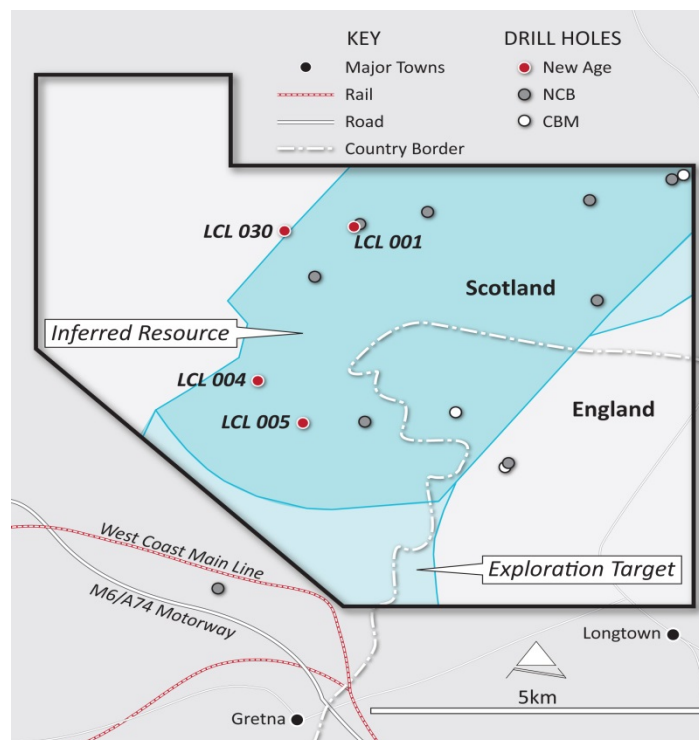 KEY
Major Towns
Rail
Road
Country Border
DRILL HOLES
New Age
NCB
CBM
LCL 030
LCL 001
Scotland
Inferred Resource
LCL 004
LCL 005
England
Exploration Target
West Coast Main Line
M6/A74 Motorway
Longtown
5km
Gretna